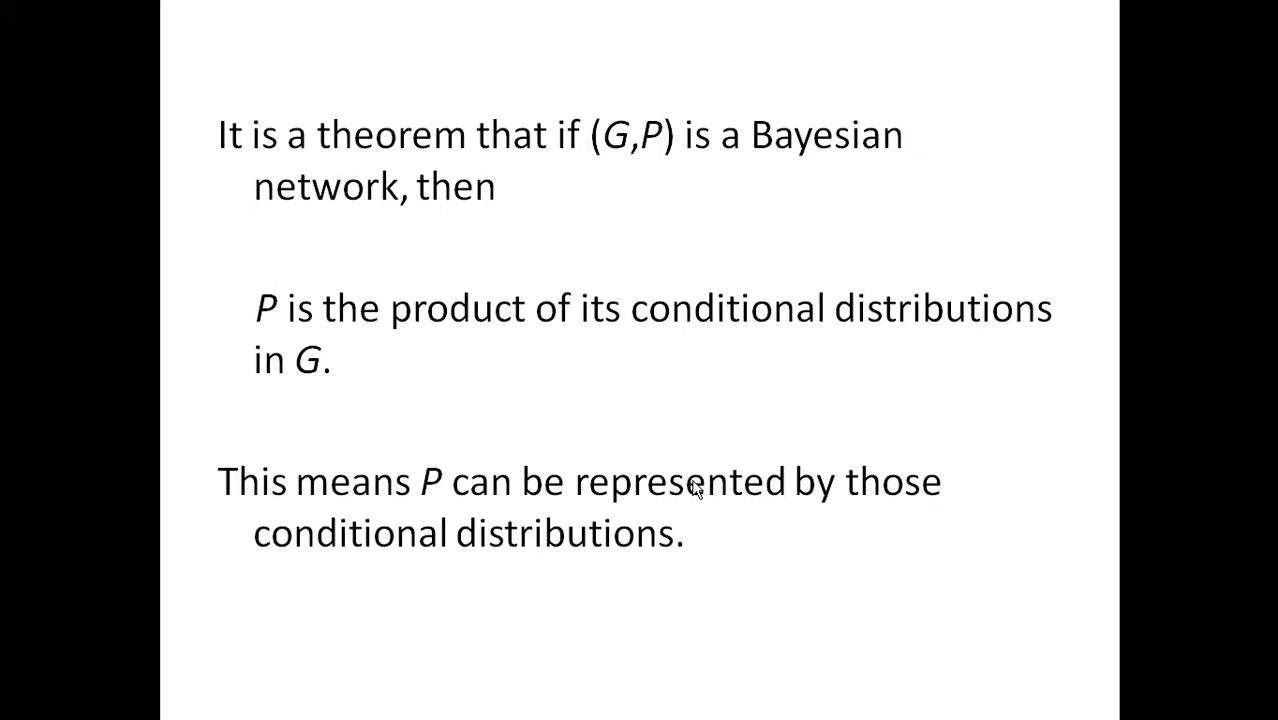 It is a theorem that if (G,P) is a Bayesian
network, then
P is the product of its conditional distributions
in G.
This means P can be represented by those
conditional distributions.